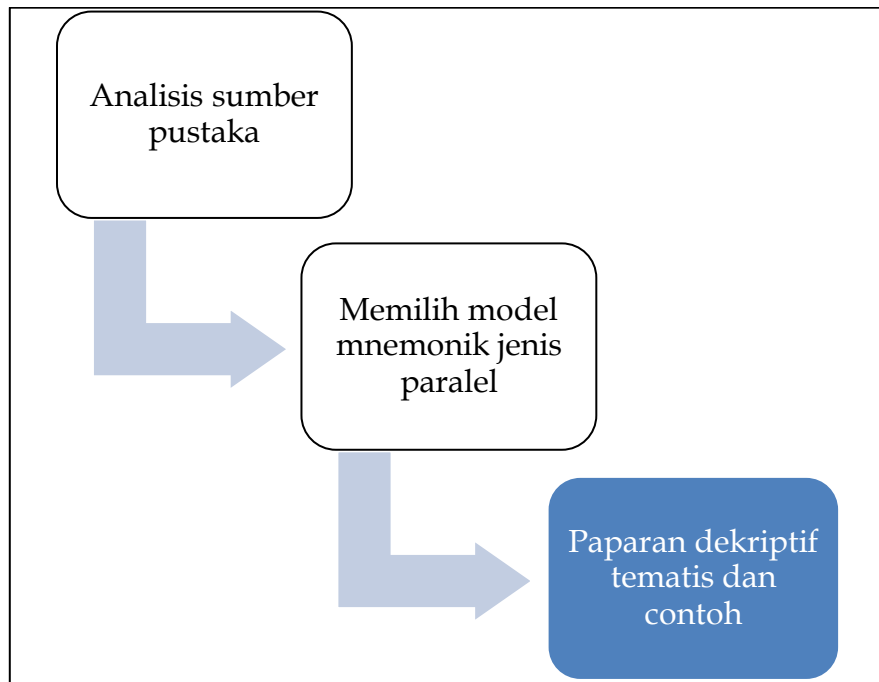 Analisis sumber
pustaka
Memilih model
mnemonik jenis
paralel
Paparan dekriptif
tematis dan
contoh